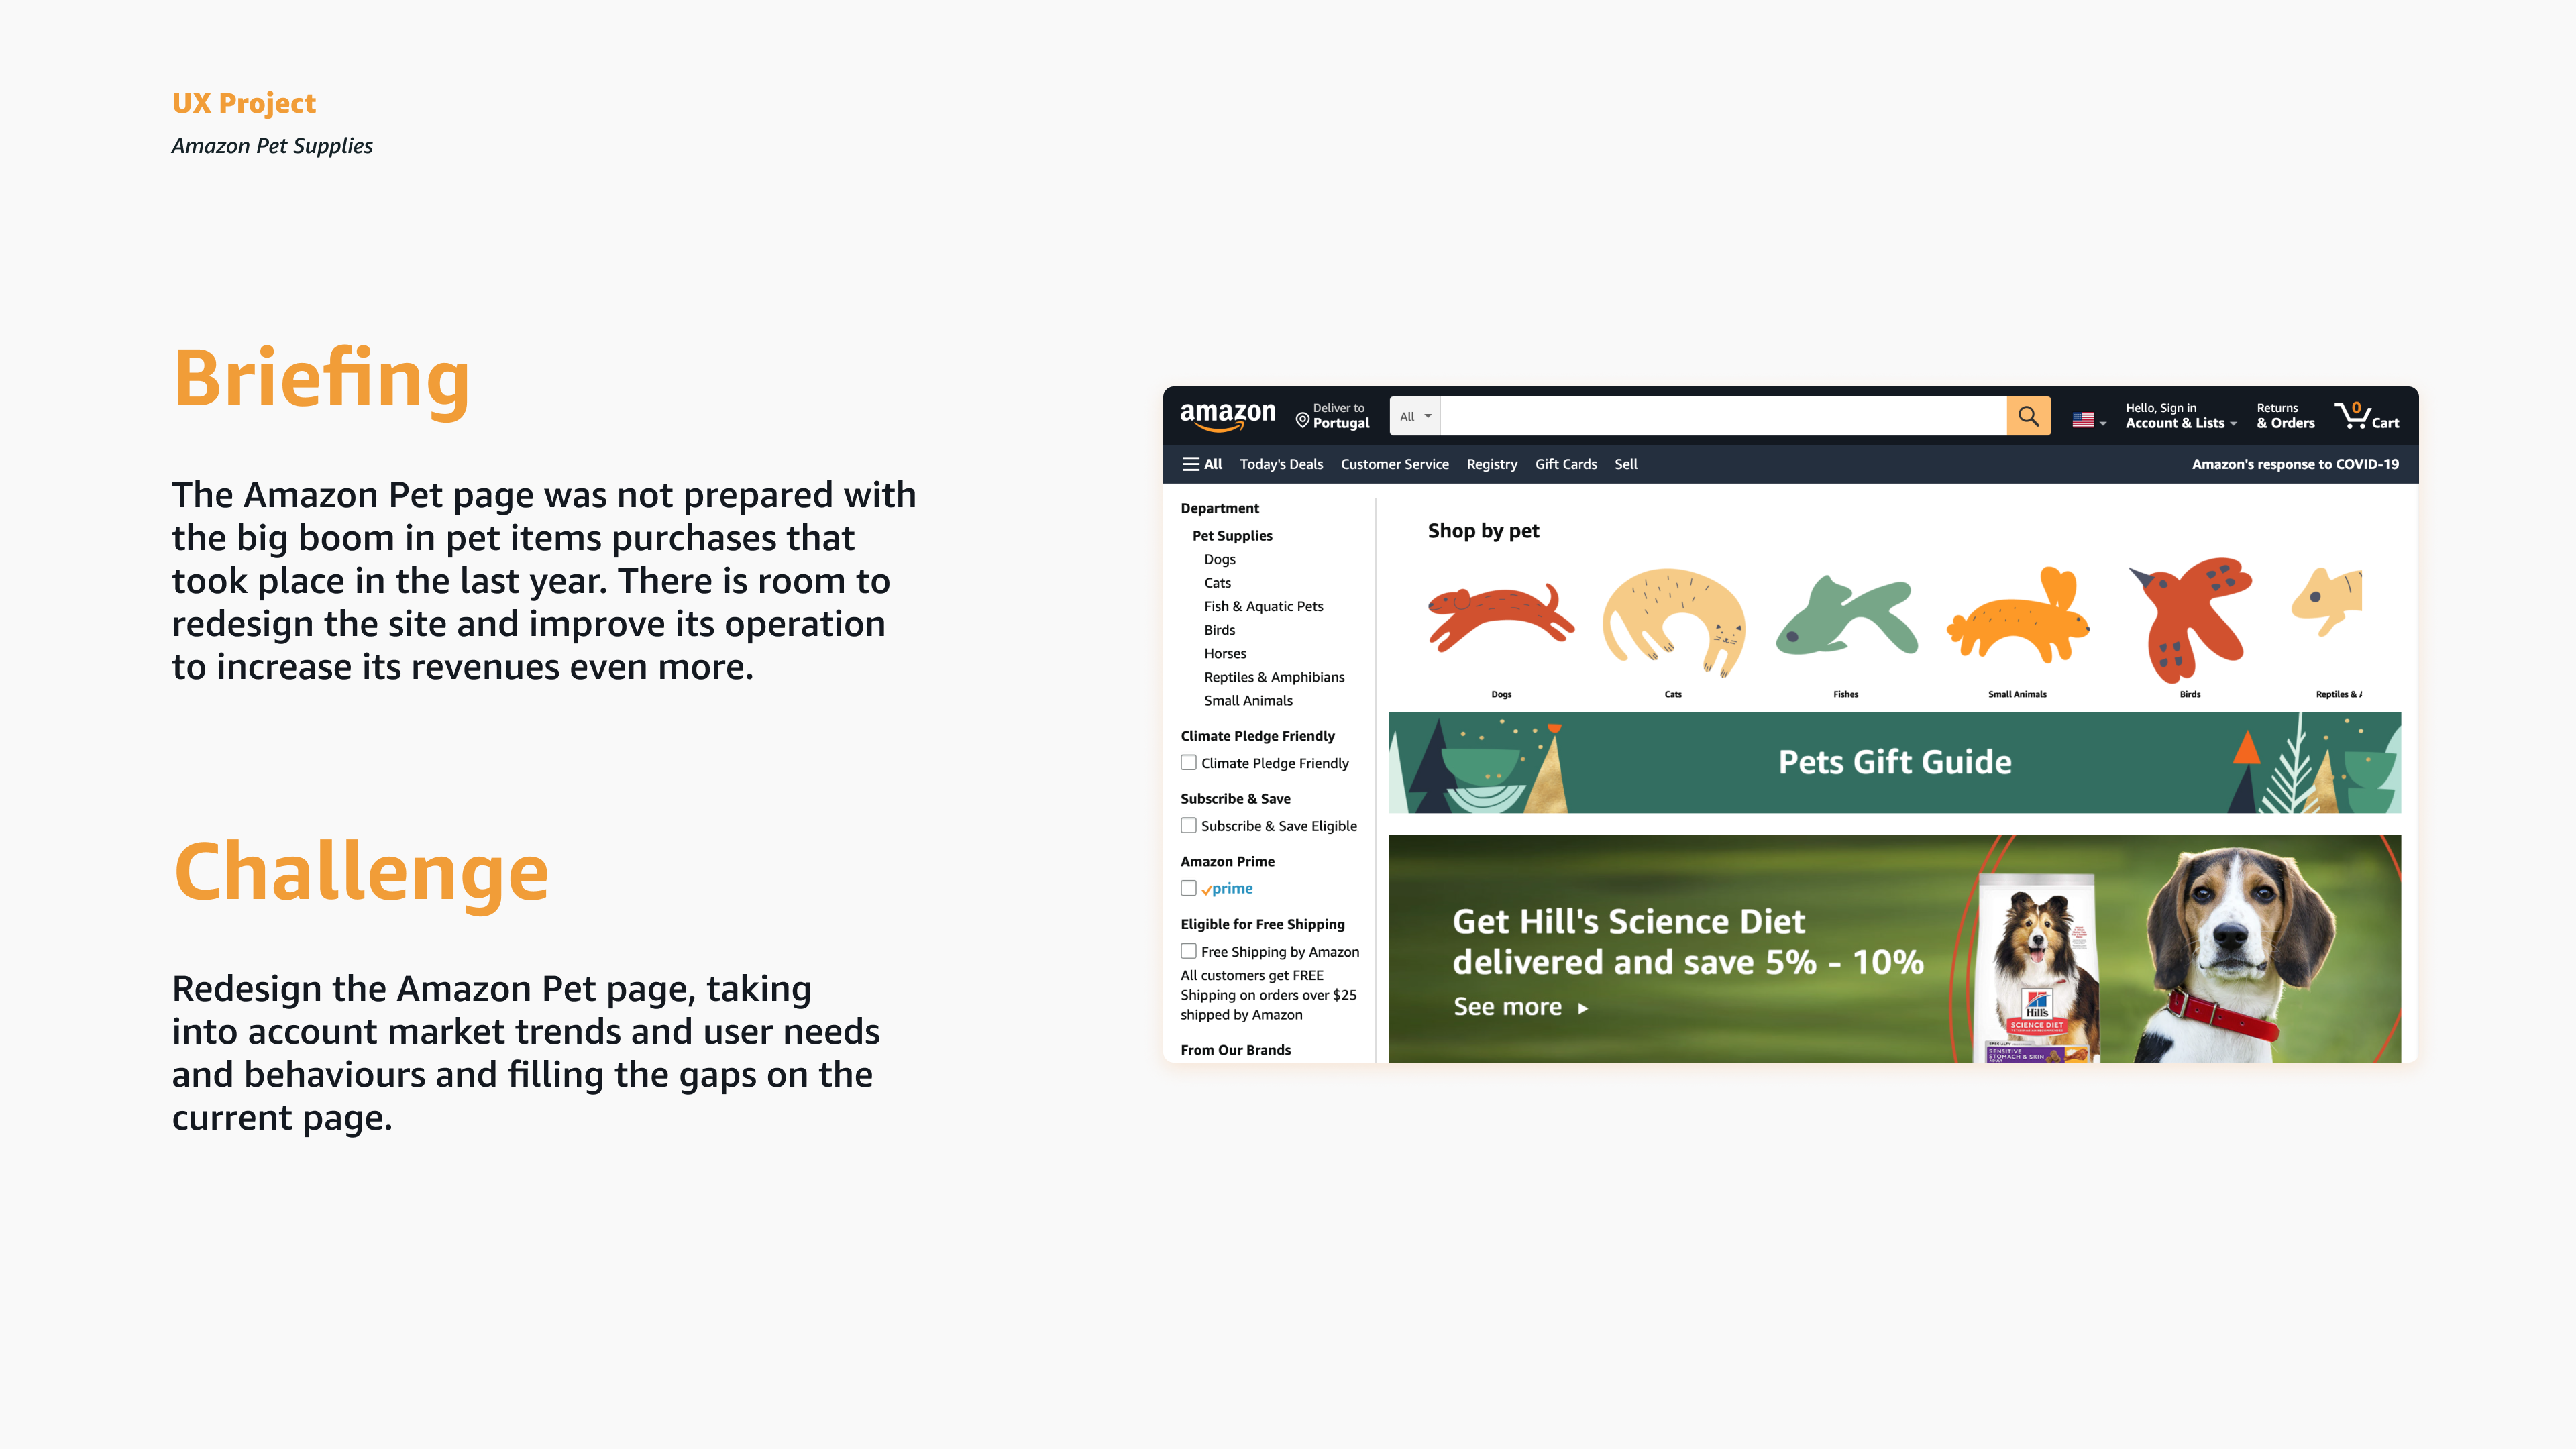 UX Project
Amazon Pet Supplies
Briefing
The Amazon Pet page was not prepared with
the big boom in pet items purchases that
took place in the last year. There is room to
redesign the site and improve its operation
to increase its revenues even more.
Challenge
Redesign the Amazon Pet page, taking
into account market trends and user needs
and behaviours and filling the gaps on the
current page.
amazon
Deliver to
Portugal
All
Hello, Sign in
Account & Lists
Returns
& Orders
0
Cart
All Today's Deals Customer Service Registry Gift Cards Sell
Amazon's response to COVID-19
Department
Pet Supplies
Dogs
Cats
Fish & Aquatic Pets
Birds
Horses
Reptiles & Amphibians
Small Animals
Climate Pledge Friendly
Climate Pledge Friendly
Subscribe & Save
Subscribe & Save Eligible
Amazon Prime
prime
Eligible for Free Shipping
Free Shipping by Amazon
All customers get FREE
Shipping on orders over $25
shipped by Amazon
From Our Brands
Shop by pet
Dogs Cats Fishes Small Animals Birds Reptiles &
Pets Gift Guide
Get Hill's Science Diet
delivered and save 5% - 10%
See more
Hill's
SCIENCE DIET
SENSITIVE
STOMACH & SKIN